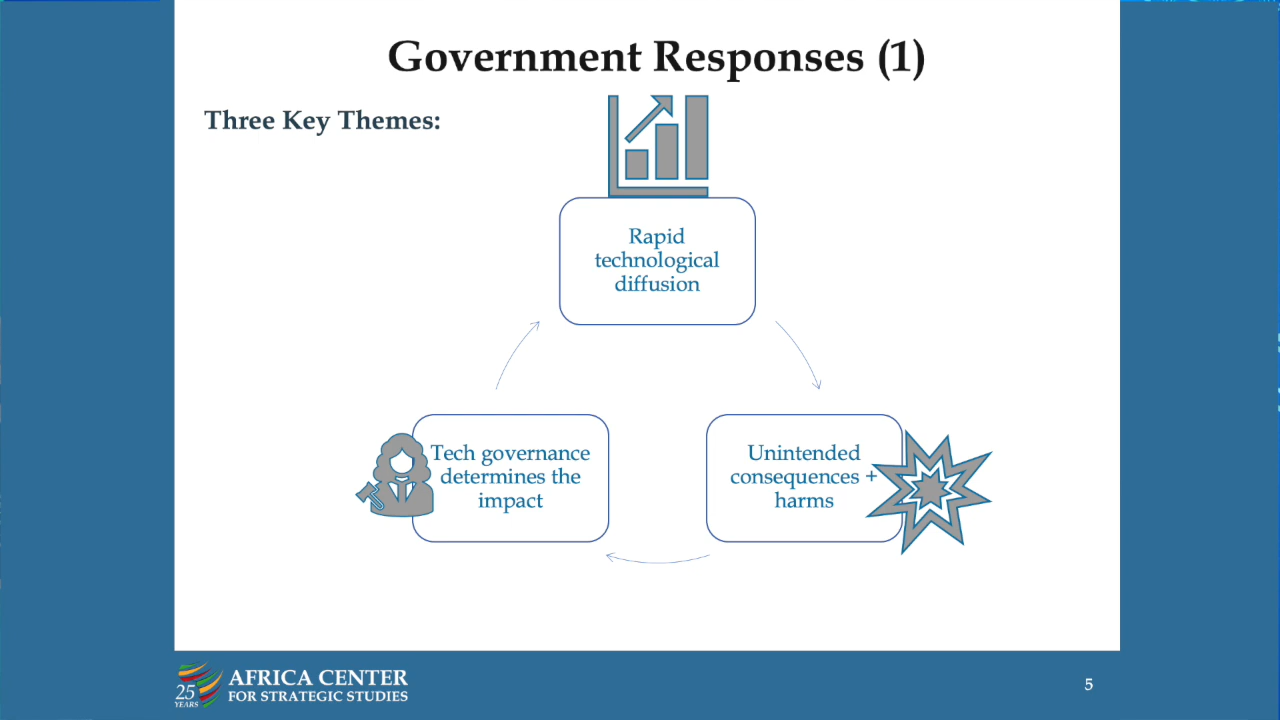 Government Responses (1)
Three Key Themes:
Rapid
technological
diffusion
Tech governance
determines the
impact
Unintended
consequences +
harms
25
YEARS
AFRICA CENTER
FOR STRATEGIC STUDIES
5